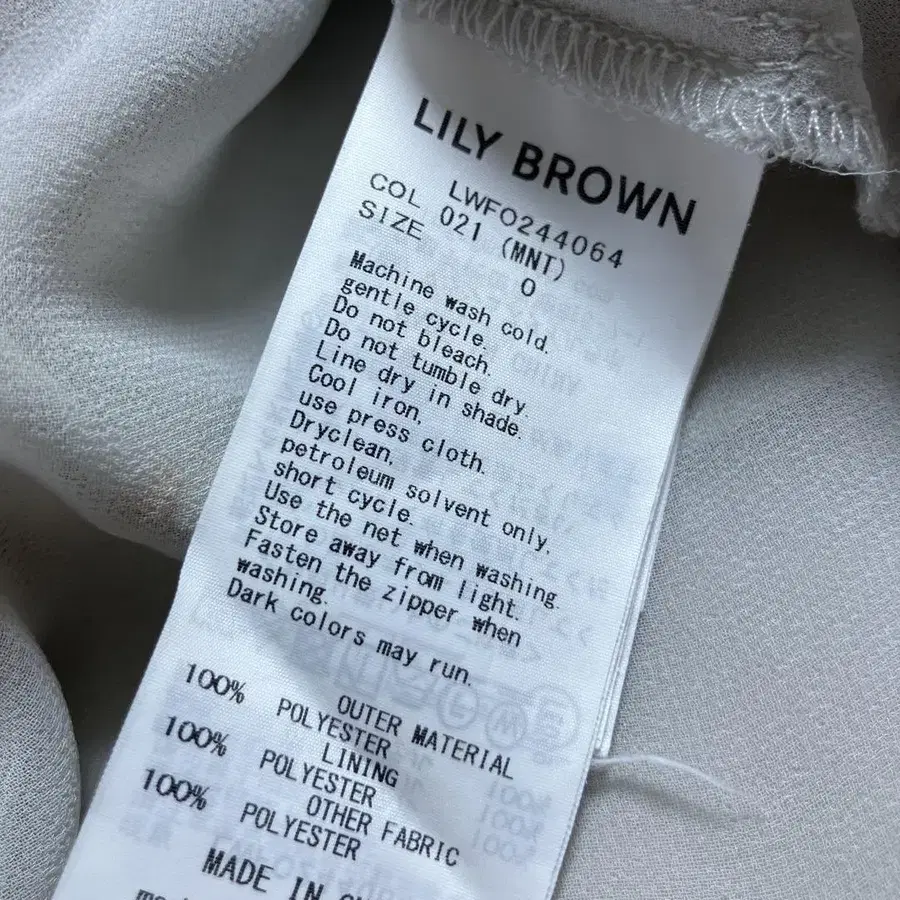 LILY BROWN
LWFO244064
COL 021 (MNT)
SIZE 0
Machine wash cold.
gentle cycle.
Do not bleach.
Do not tumble dry.
Line dry in shade.
Cool iron,
use press cloth.
Dryclean,
petroleum solvent only,
short cycle.
Use the net when washing.
Store away from light.
Fasten the zipper when
washing.
Dark colors may run.
OUTER MATERIAL
100% POLYESTER
LINING
100% POLYESTER
OTHER FABRIC
100% POLYESTER
MADE IN